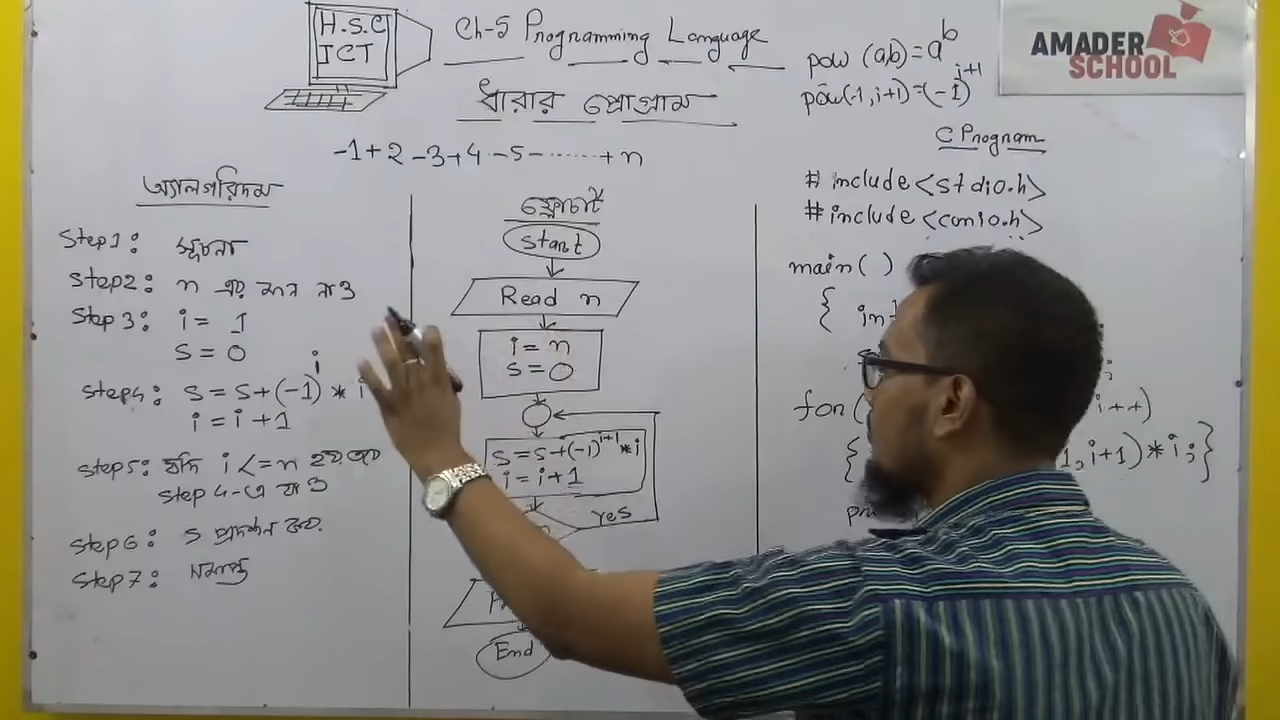 H.S.C
ICT
Ch-5 Programming Language
ধারার প্রোগ্রাম
-1+2-3+4-5-......+n
pow (a,b)=a^b
pow(-1,i+1)=(-1)^i+1
AMADER
SCHOOL
অ্যালগরিদম
Step1: সূচনা
Step2: n এর মান নাও
Step 3: i= 1
s=0
Step4: s=s+(-1)^i * i
i=i+1
Step5: যদি i<=n হয় তবে
step 4-এ যাও
Step6: s প্রদর্শন কর.
Step7: সমাপ্ত
ফ্লোচার্ট
Start
Read n
i=n
s=0
s=s+(-1)^i+1*i
i=i+1
yes
End
C Program
#include<stdio.h>
#include<conio.h>
main( )
{ int
;
for( i++)
{ 1,i+1)*i;}